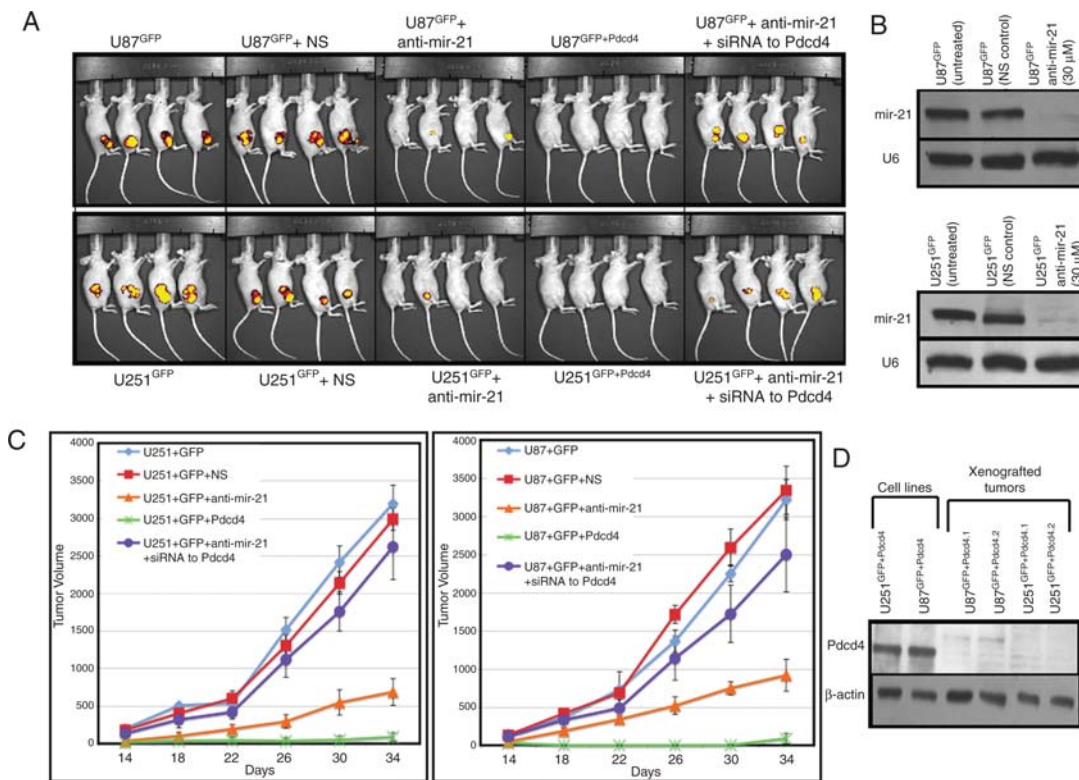 A
U87GFP
U87GFP + NS
U87GFP +
anti-mir-21
U87GFP+Pdcd4
U87GFP + anti-mir-21
+ siRNA to Pdcd4
U251GFP
U251GFP + NS
U251GFP +
anti-mir-21
U251GFP+Pdcd4
U251GFP + anti-mir-21
+ siRNA to Pdcd4
B
U87GFP
(untreated)
U87GFP
(NS control)
U87GFP
anti-mir-21
(30 µM)
mir-21
U6
U251GFP
(untreated)
U251GFP
(NS control)
U251GFP
anti-mir-21
(30 µM)
mir-21
U6
C
Tumor Volume
4000
3500
3000
2500
2000
1500
1000
500
0
U251+GFP
U251+GFP+NS
U251+GFP+anti-mir-21
U251+GFP+Pdcd4
U251+GFP+anti-mir-21
+siRNA to Pdcd4
14 18 22 26 30 34
Days
Tumor Volume
4000
3500
3000
2500
2000
1500
1000
500
0
U87+GFP
U87+GFP+NS
U87+GFP+anti-mir-21
U87+GFP+Pdcd4
U87+GFP+anti-mir-21
+siRNA to Pdcd4
14 18 22 26 30 34
Days
D
Cell lines
Xenografted
tumors
U251GFP+Pdcd4
U87GFP+Pdcd4
U87GFP+Pdcd4.1
U87GFP+Pdcd4.2
U251GFP+Pdcd4.1
U251GFP+Pdcd4.2
Pdcd4
β-actin